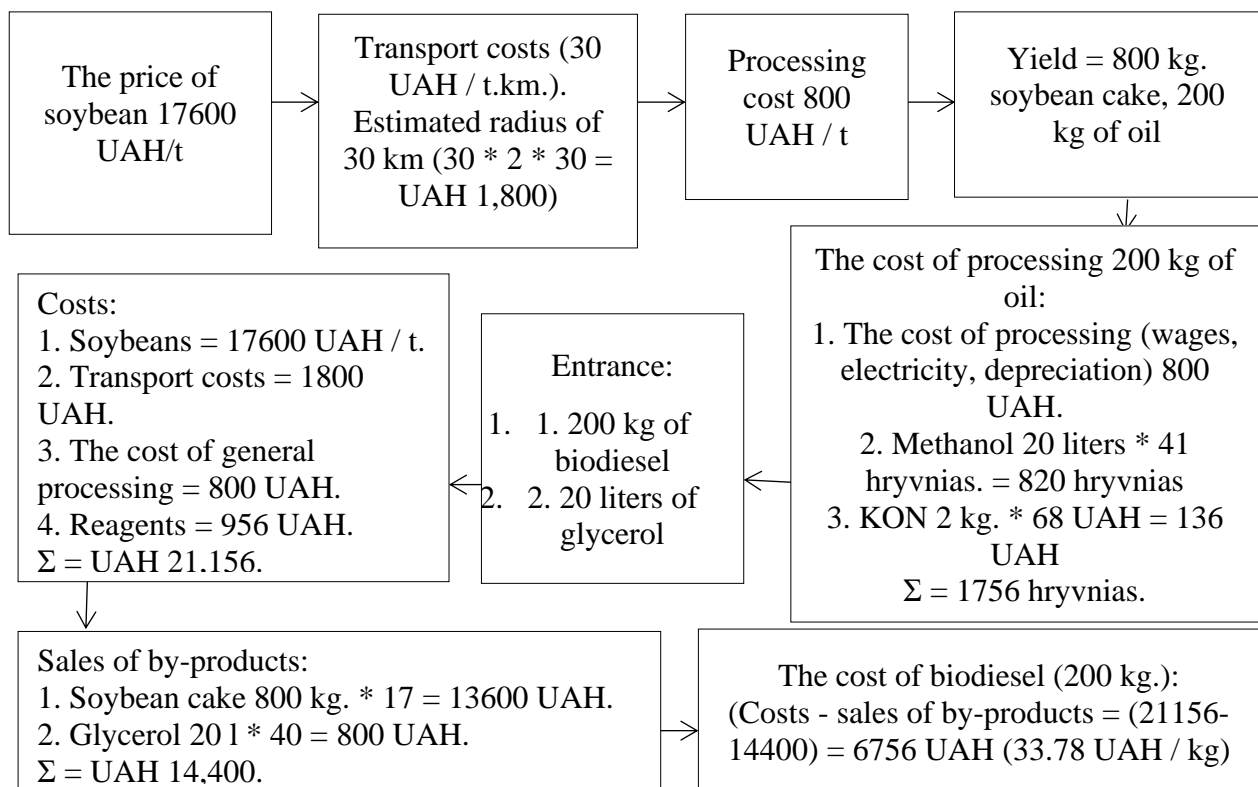 The price of
soybean 17600
UAH/t
Transport costs (30
UAH / t.km.).
Estimated radius of
30 km (30 * 2 * 30 =
UAH 1,800)
Processing
cost 800
UAH / t
Yield = 800 kg.
soybean cake, 200
kg of oil
The cost of processing 200 kg of
oil:
1. The cost of processing (wages,
electricity, depreciation) 800
UAH.
2. Methanol 20 liters * 41
hryvnias. = 820 hryvnias
3. KON 2 kg. * 68 UAH = 136
UAH
Σ = 1756 hryvnias.
Entrance:
1. 1. 200 kg of
biodiesel
2. 2. 20 liters of
glycerol
Costs:
1. Soybeans = 17600 UAH / t.
2. Transport costs = 1800
UAH.
3. The cost of general
processing = 800 UAH.
4. Reagents = 956 UAH.
Σ = UAH 21.156.
Sales of by-products:
1. Soybean cake 800 kg. * 17 = 13600 UAH.
2. Glycerol 20 l * 40 = 800 UAH.
Σ = UAH 14,400.
The cost of biodiesel (200 kg.):
(Costs - sales of by-products = (21156-
14400) = 6756 UAH (33.78 UAH / kg)